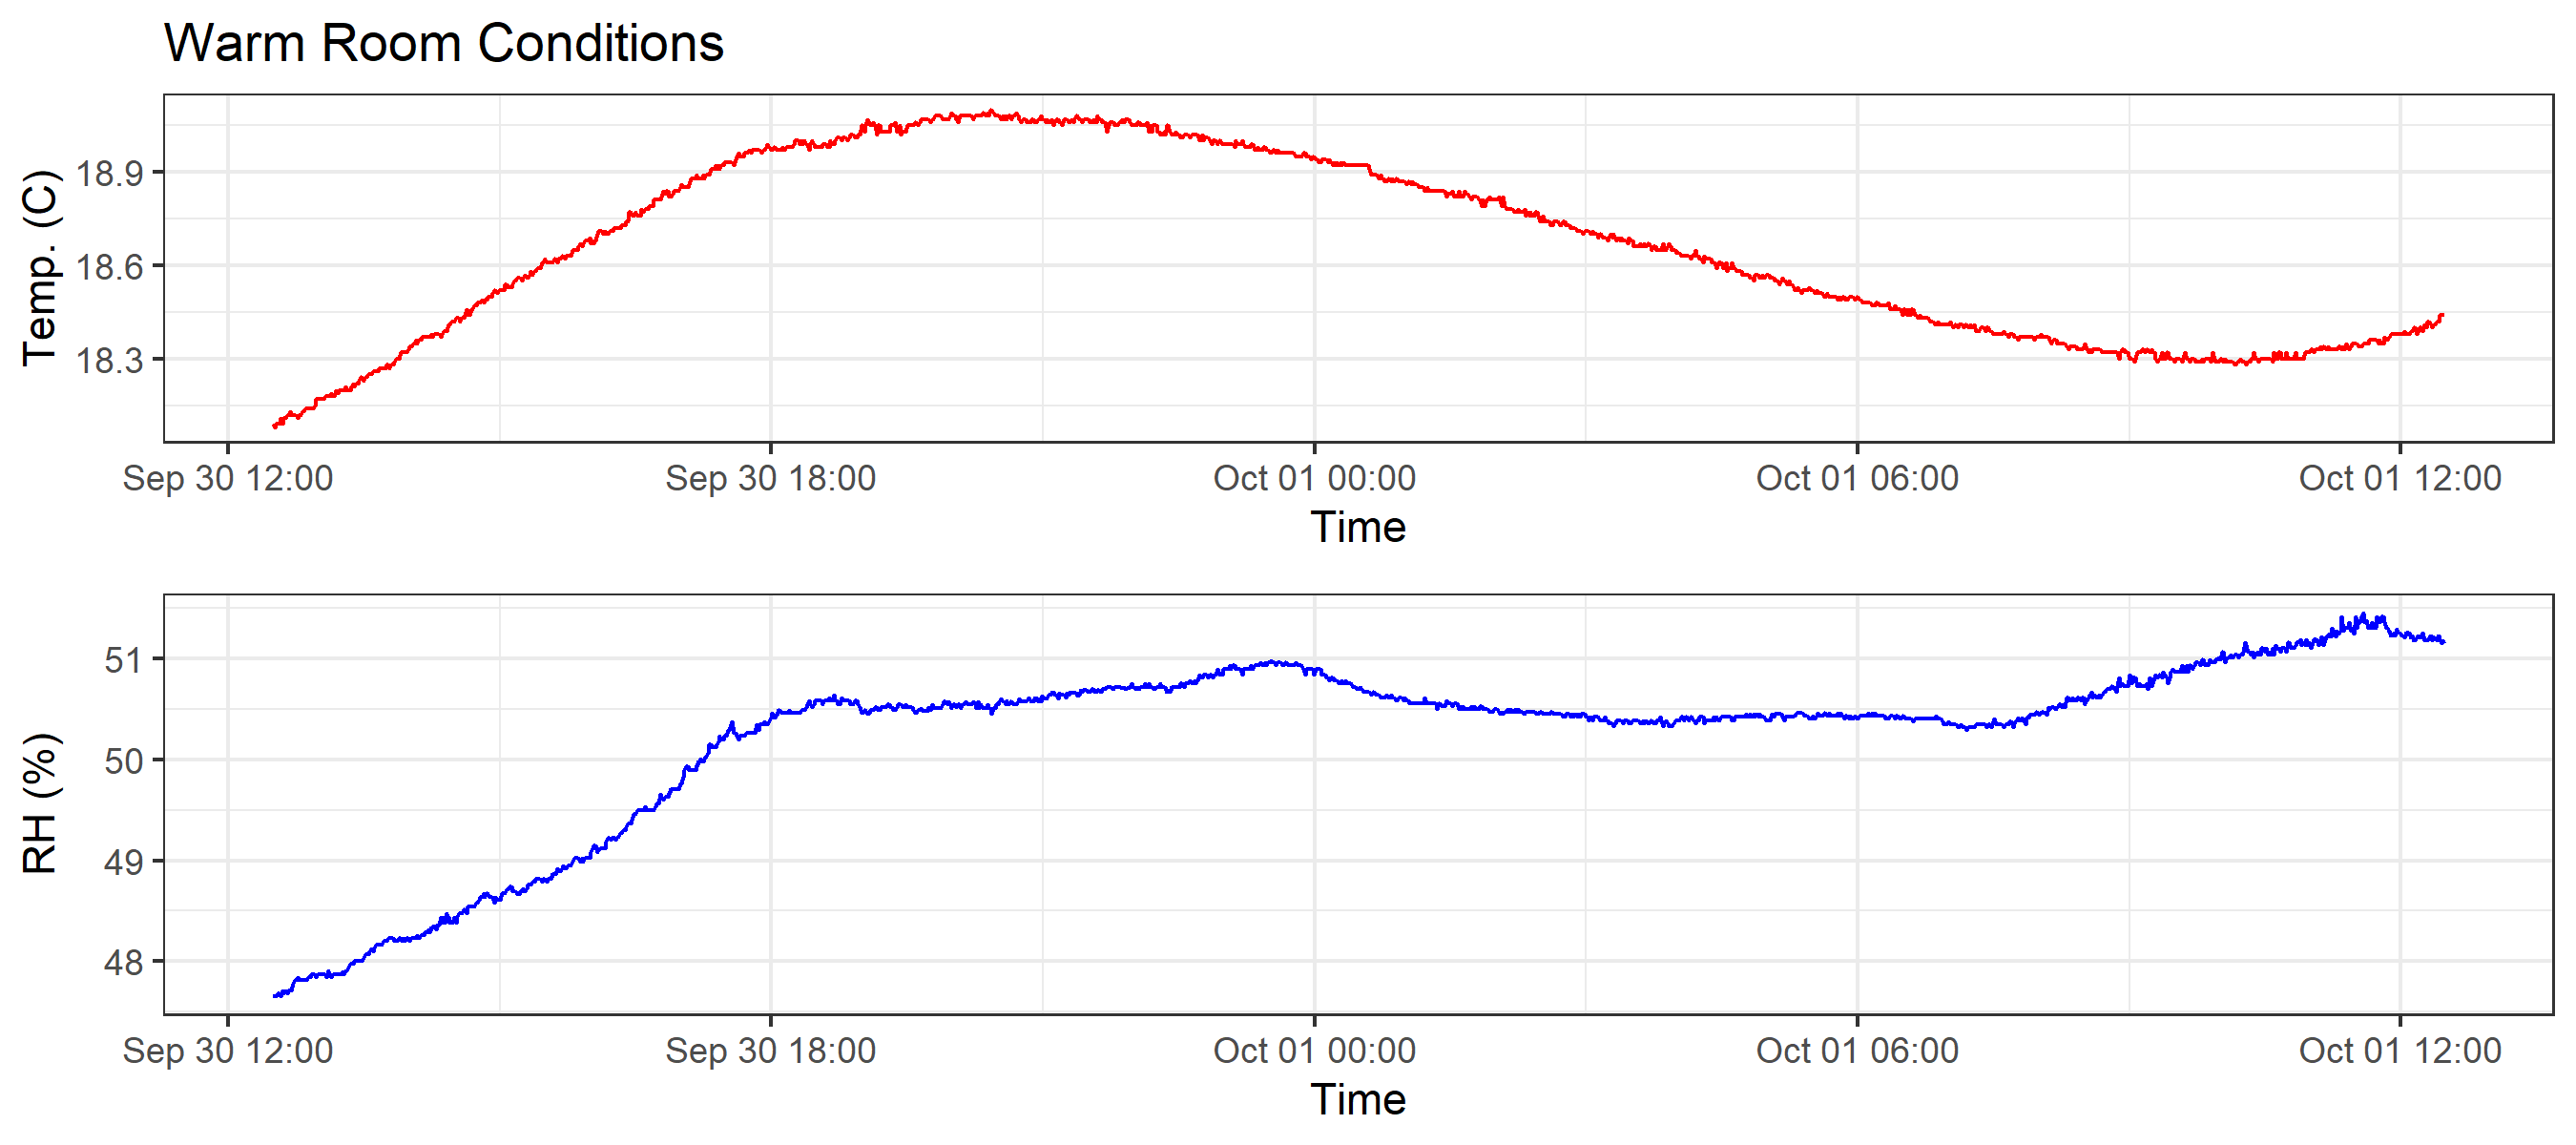 Warm Room Conditions
Temp. (C)
18.9
18.6
18.3
Sep 30 12:00 Sep 30 18:00 Oct 01 00:00 Oct 01 06:00 Oct 01 12:00
Time
RH (%)
51
50
49
48
Sep 30 12:00 Sep 30 18:00 Oct 01 00:00 Oct 01 06:00 Oct 01 12:00
Time